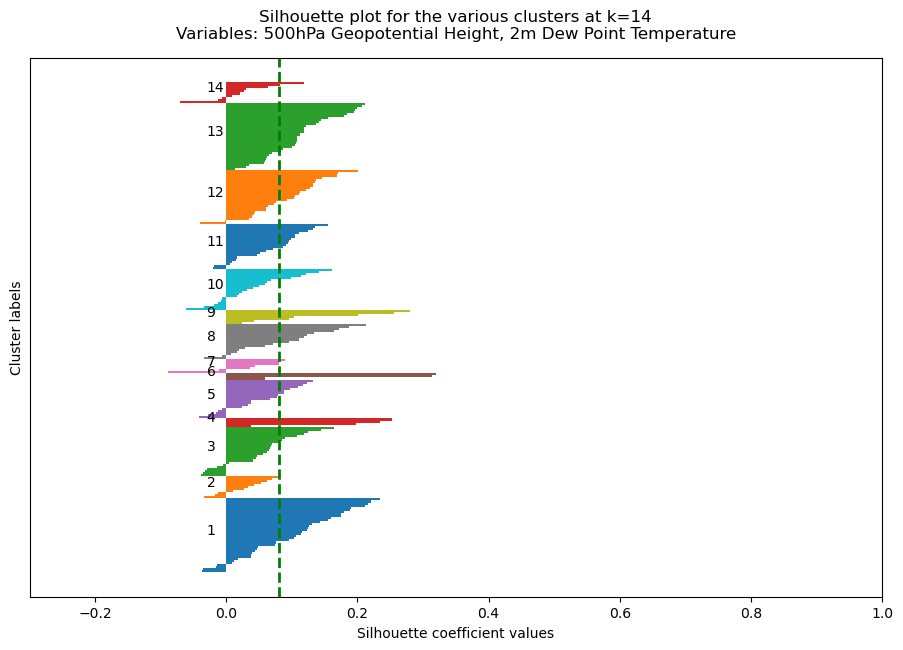 Silhouette plot for the various clusters at k=14
Variables: 500hPa Geopotential Height, 2m Dew Point Temperature
Cluster labels
14
13
12
11
10
9
8
7
6
5
4
3
2
1
−0.2 0.0 0.2 0.4 0.6 0.8 1.0
Silhouette coefficient values